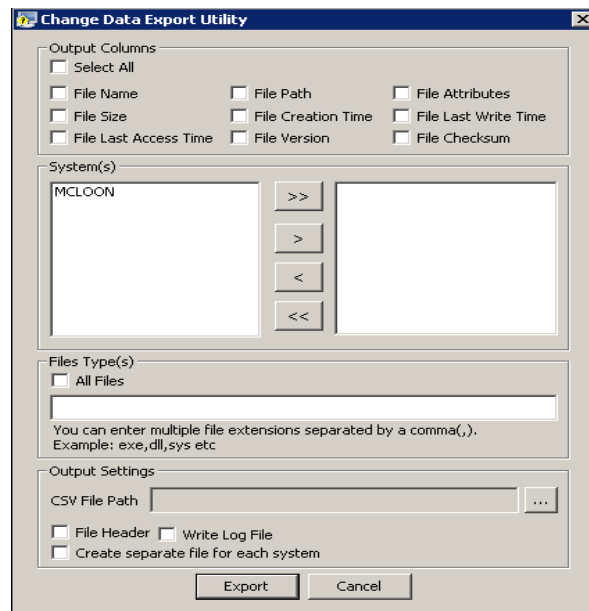 Change Data Export Utility
Output Columns
Select All
File Name File Path File Attributes
File Size File Creation Time File Last Write Time
File Last Access Time File Version File Checksum
System(s)
MCLOON
>>
>
<
<<
Files Type(s)
All Files
You can enter multiple file extensions separated by a comma(,).
Example: exe,dll,sys etc
Output Settings
CSV File Path ...
File Header Write Log File
Create separate file for each system
Export Cancel